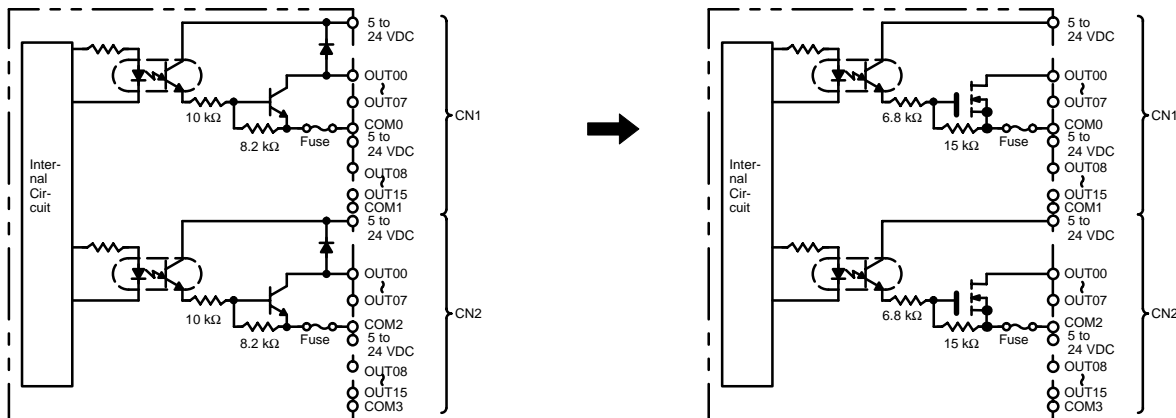 5 to
24 VDC
OUT00
OUT07
COM0
5 to
24 VDC
OUT08
OUT15
COM1
5 to
24 VDC
OUT00
OUT07
COM2
5 to
24 VDC
OUT08
OUT15
COM3
CN1
CN2
Inter-
nal
Cir-
cuit
10 kΩ
8.2 kΩ
Fuse
10 kΩ
8.2 kΩ
Fuse
5 to
24 VDC
OUT00
OUT07
COM0
5 to
24 VDC
OUT08
OUT15
COM1
5 to
24 VDC
OUT00
OUT07
COM2
5 to
24 VDC
OUT08
OUT15
COM3
CN1
CN2
Inter-
nal
Cir-
cuit
6.8 kΩ
15 kΩ
Fuse
6.8 kΩ
15 kΩ
Fuse